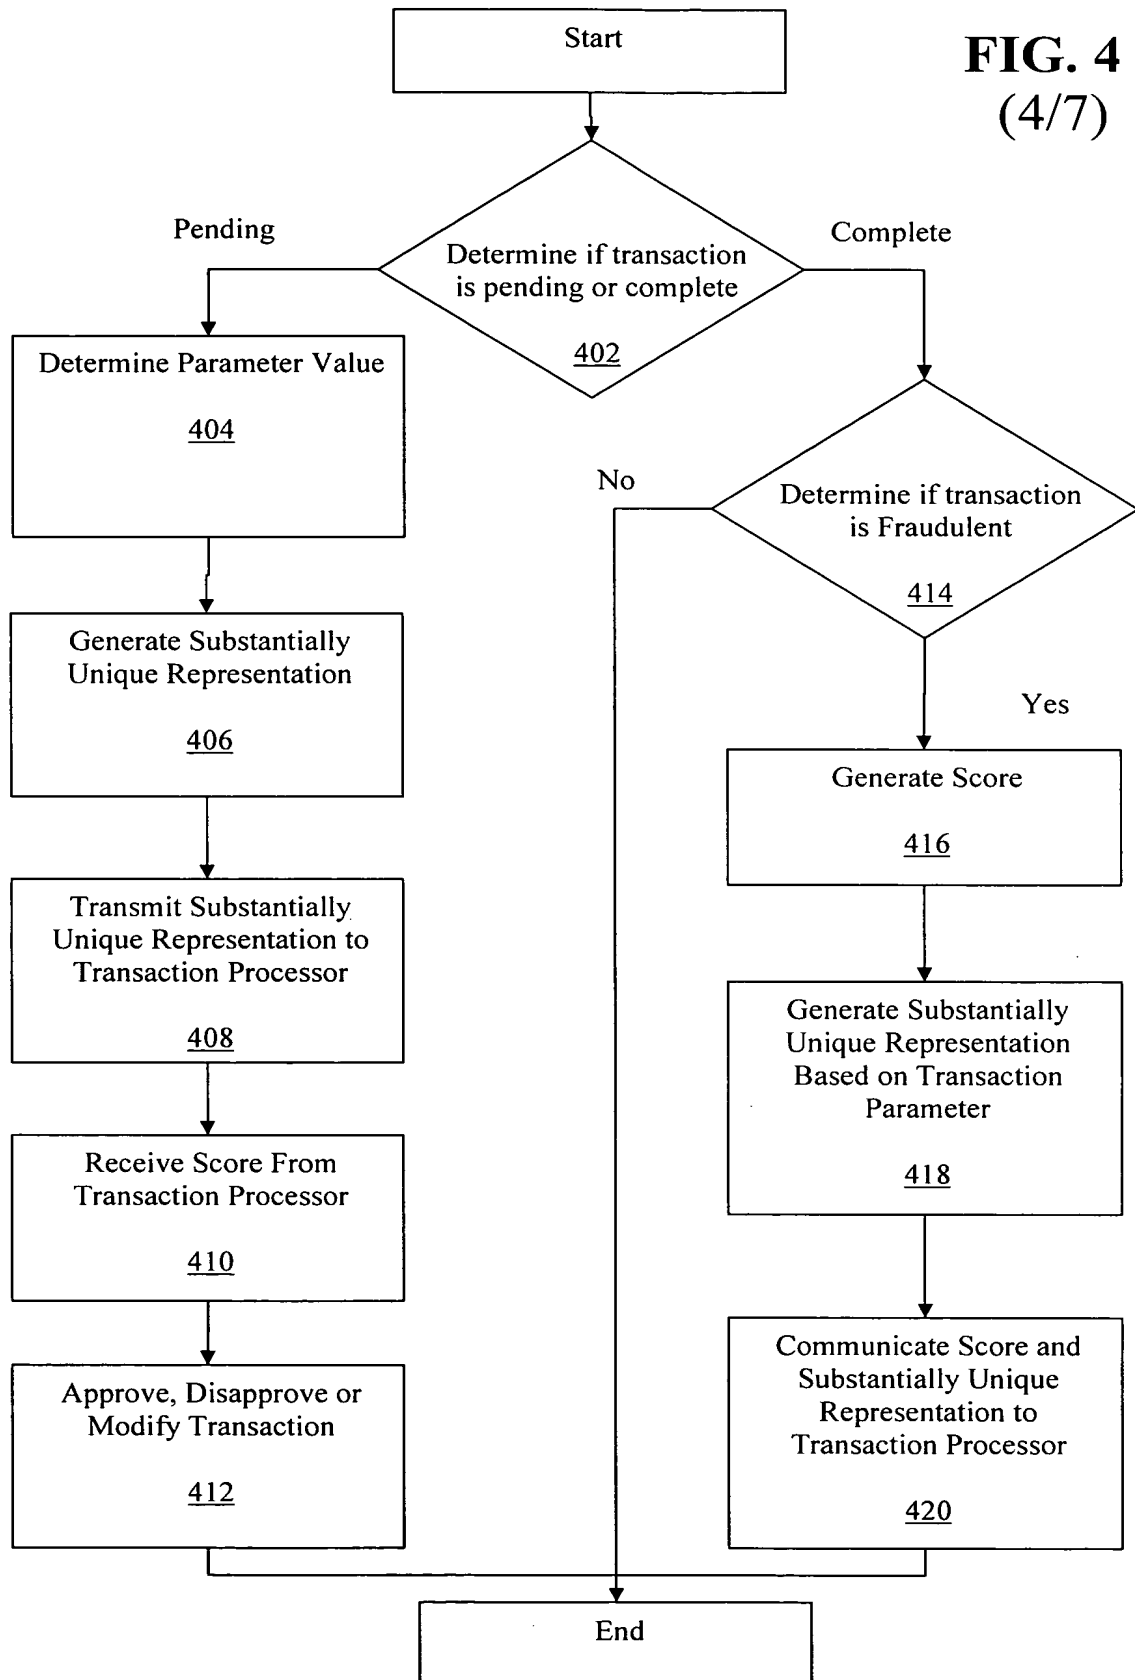 Start
FIG. 4
(4/7)
Pending
Complete
Determine if transaction
is pending or complete
402
Determine Parameter Value
404
No
Determine if transaction
is Fraudulent
414
Yes
Generate Substantially
Unique Representation
406
Generate Score
416
Transmit Substantially
Unique Representation to
Transaction Processor
408
Generate Substantially
Unique Representation
Based on Transaction
Parameter
418
Receive Score From
Transaction Processor
410
Approve, Disapprove or
Modify Transaction
412
Communicate Score and
Substantially Unique
Representation to
Transaction Processor
420
End